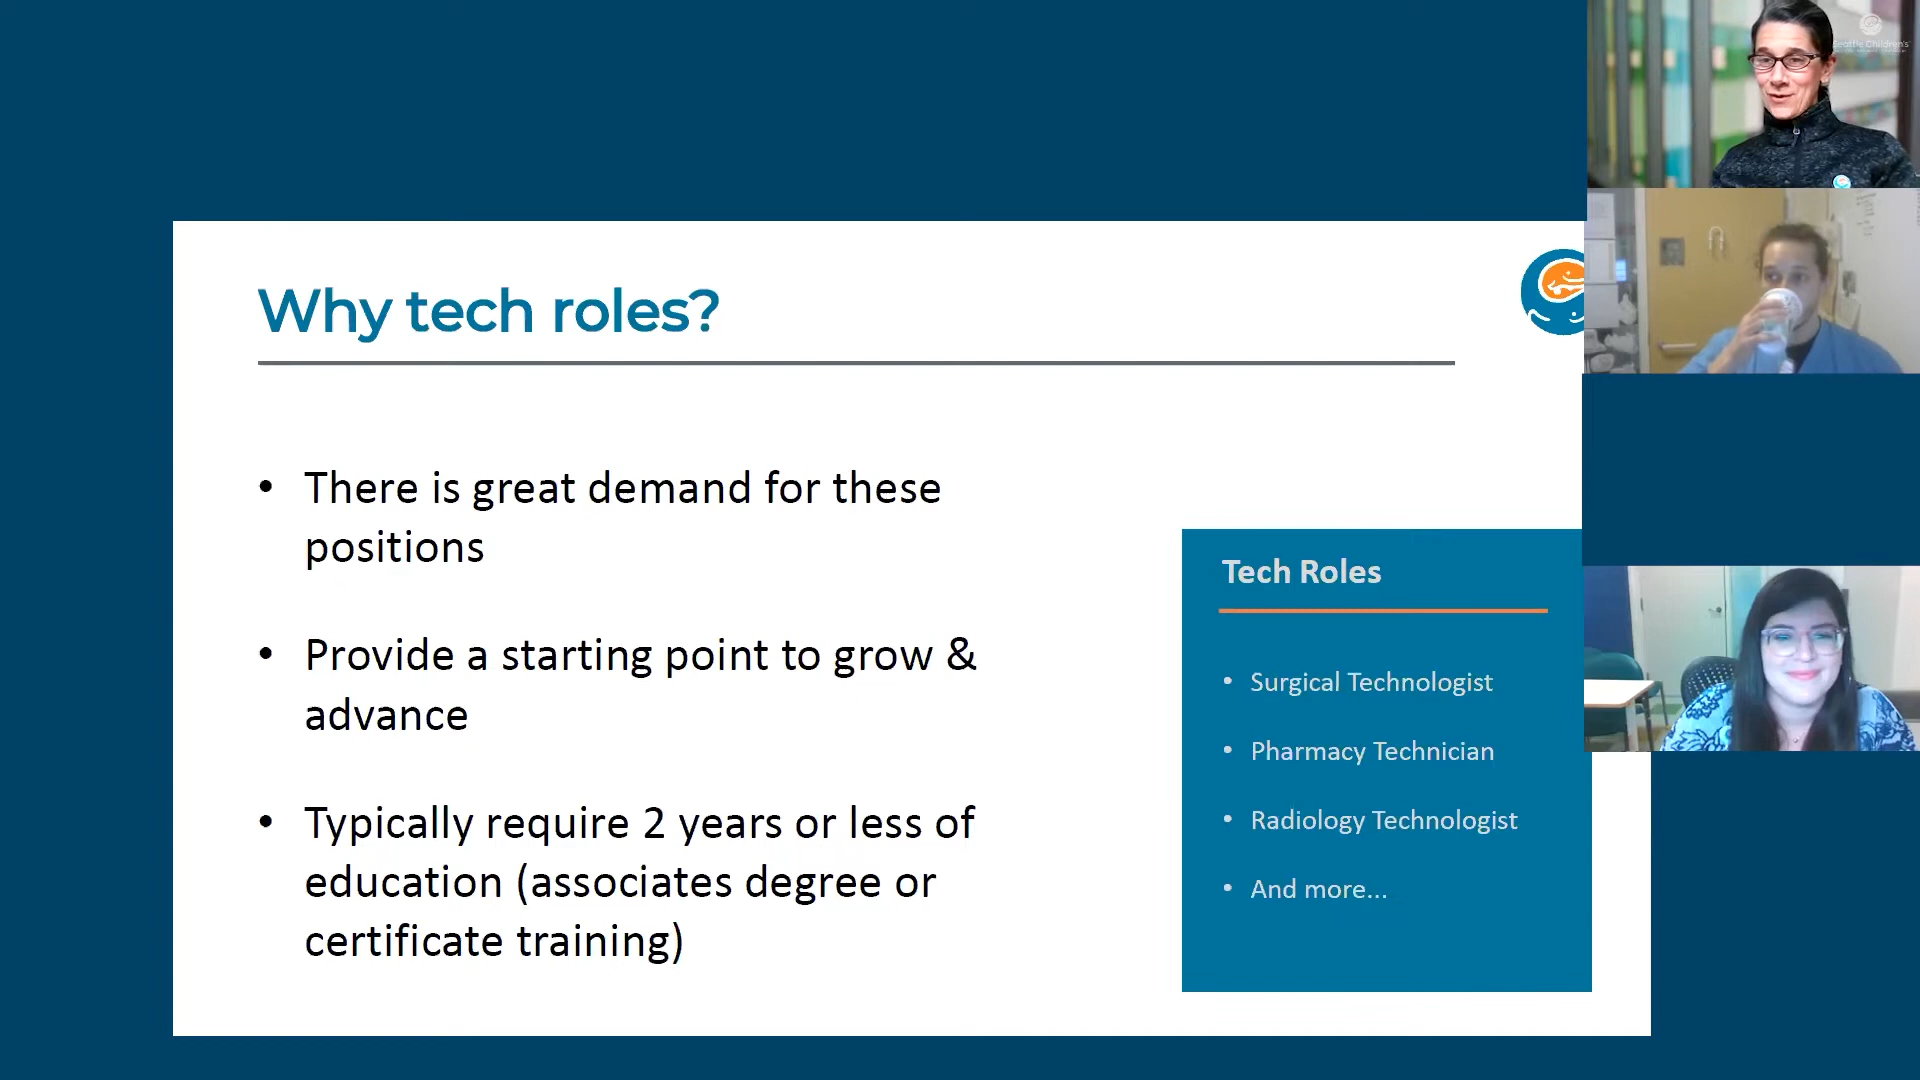 Seattle Children's
Why tech roles?
• There is great demand for these
positions
• Provide a starting point to grow &
advance
• Typically require 2 years or less of
education (associates degree or
certificate training)
Tech Roles
• Surgical Technologist
• Pharmacy Technician
• Radiology Technologist
• And more...